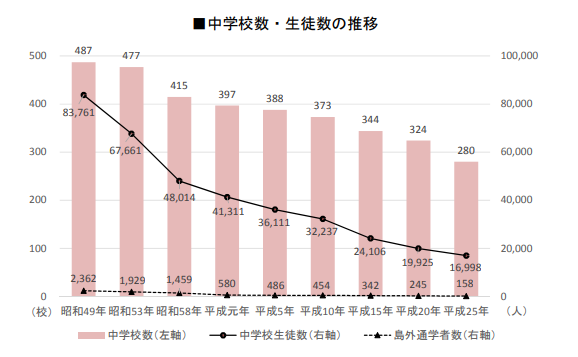 ■中学校数・生徒数の推移
487 477 415 397 388 373 344 324 280
500 400 300 200 100 0
(校)
100,000 80,000 60,000 40,000 20,000 0
(人)
83,761 67,661 48,014 41,311 36,111 32,237 24,106 19,925 16,998
2,362 1,929 1,459 580 486 454 342 245 158
昭和49年 昭和53年 昭和58年 平成元年 平成5年 平成10年 平成15年 平成20年 平成25年
中学校数(左軸) 中学校生徒数(右軸) 島外通学者数(右軸)